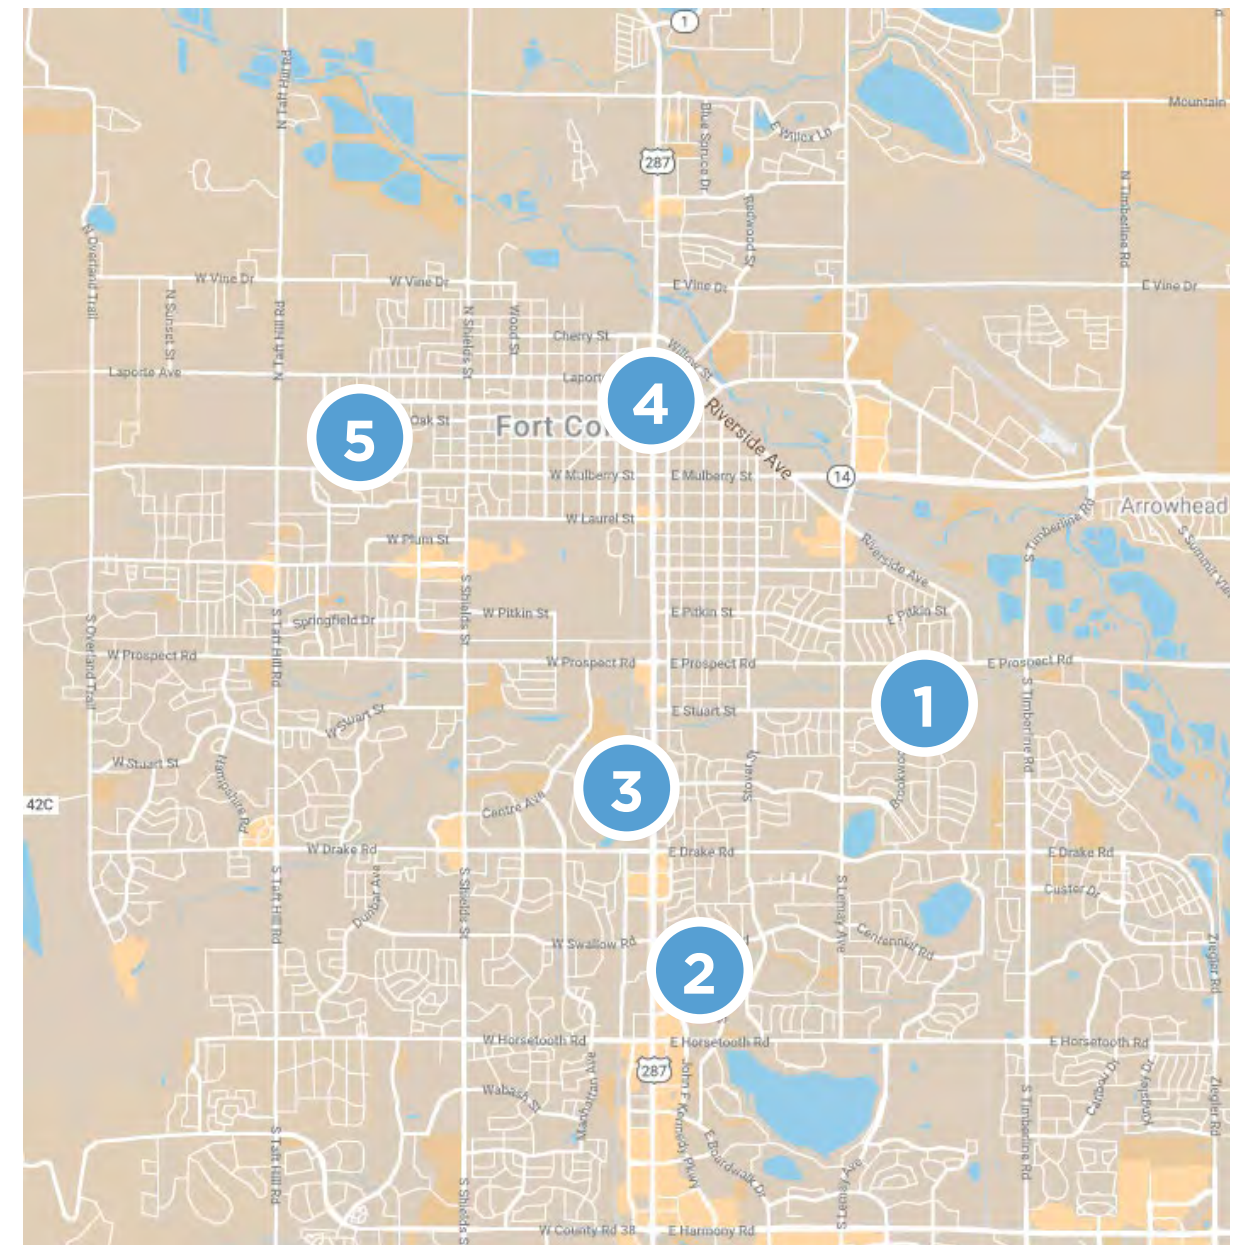 1
N Taft Hill Rd
Mountain
Blue Spruce Dr
E Willox Ln
287
N Timberline Rd
Redwood St
N Overland Trail
W Vine Dr
W Vine Dr
E Vine Dr
E Vine Dr
N Sunset St
N Taft Hill Rd
N Shields St
Wood St
Cherry St
Willow St
Laporte Ave
Laport
4
Riverside Ave
5
Oak St
Fort Co
W Mulberry St
E Mulberry St
14
Arrowhead
W Laurel St
S Timberline Rd
S Summit Vie
W Plum St
Riverside Ave
S Shields St
S Overland Trail
S Taft Hill Rd
Springfield Dr
W Pitkin St
E Pitkin St
E Pitkin St
W Prospect Rd
W Prospect Rd
E Prospect Rd
E Prospect Rd
1
S Timberline Rd
W Stuart St
E Stuart St
W Stuart St
Hampshire Rd
3
Stover St
Brookwoo
42C
Centre Ave
W Drake Rd
E Drake Rd
E Drake Rd
S Taft Hill Rd
Dunbar Ave
S Shields St
S Lemay Ave
Custer Dr
W Swallow Rd
2
d
Centennial Rd
Ziegler Rd
W Horsetooth Rd
E Horsetooth Rd
E Horsetooth Rd
287
Manhattan Ave
John F Kennedy Pkwy
Wabash St
S Timberline Rd
Caribou Dr
Ziegler Rd
S Taft Hill Rd
E Boardwalk Dr
S Lemay Ave
S Shields S
W County Rd 38
E Harmony Rd